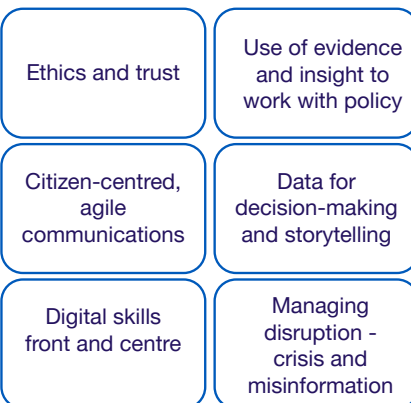 Ethics and trust
Use of evidence
and insight to
work with policy
Citizen-centred,
agile
communications
Data for
decision-making
and storytelling
Digital skills
front and centre
Managing
disruption -
crisis and
misinformation